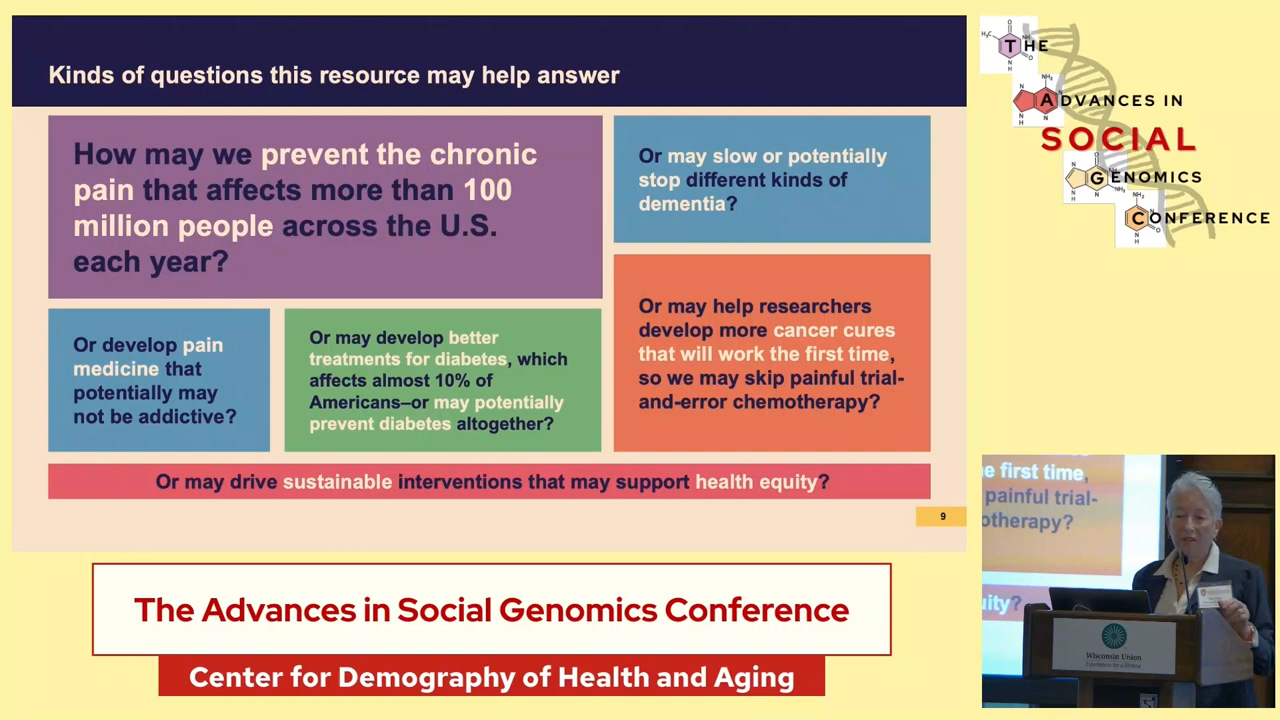 Kinds of questions this resource may help answer
How may we prevent the chronic
pain that affects more than 100
million people across the U.S.
each year?
Or may slow or potentially
stop different kinds of
dementia?
Or develop pain
medicine that
potentially may
not be addictive?
Or may develop better
treatments for diabetes, which
affects almost 10% of
Americans–or may potentially
prevent diabetes altogether?
Or may help researchers
develop more cancer cures
that will work the first time,
so we may skip painful trial-
and-error chemotherapy?
Or may drive sustainable interventions that may support health equity?
9
THE
ADVANCES IN
SOCIAL
GENOMICS
CONFERENCE
The Advances in Social Genomics Conference
Center for Demography of Health and Aging
e first time,
painful trial-
otherapy?
uity?
Wisconsin Union
Experiences for a lifetime